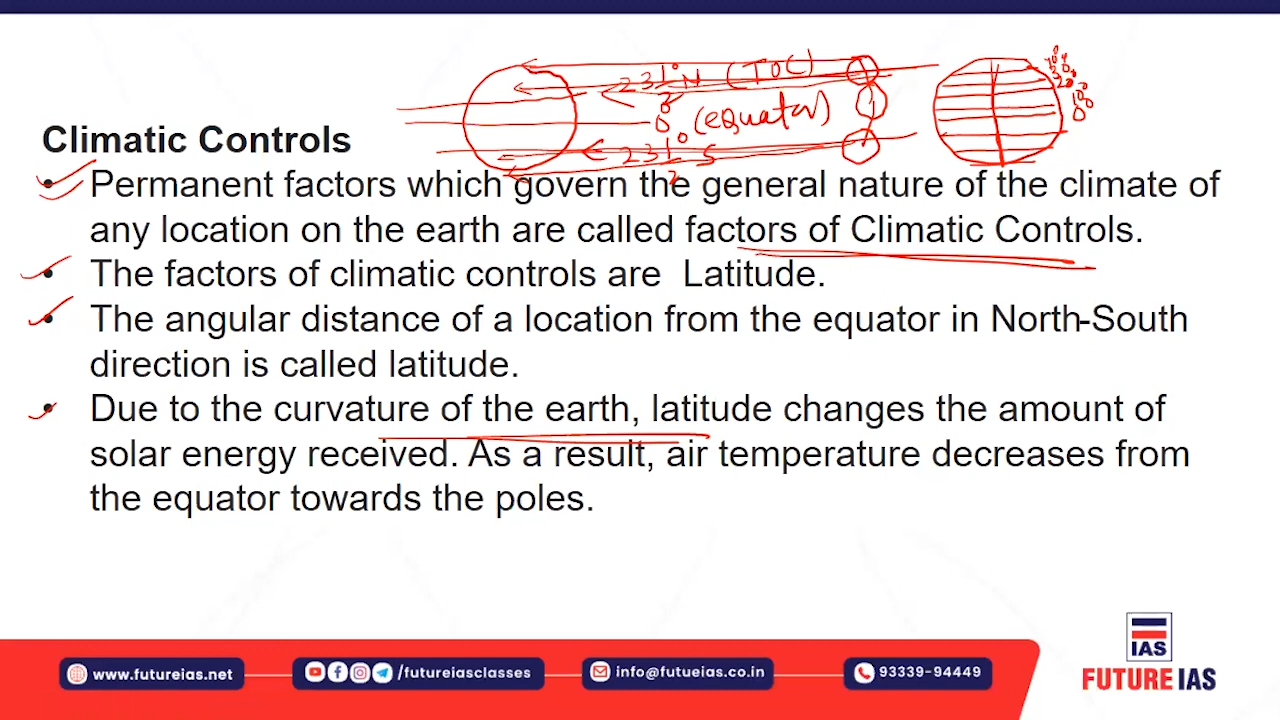 23 1/2° N (TOC)
0° (equator)
23 1/2° S
Climatic Controls
• Permanent factors which govern the general nature of the climate of
any location on the earth are called factors of Climatic Controls.
• The factors of climatic controls are Latitude.
• The angular distance of a location from the equator in North-South
direction is called latitude.
• Due to the curvature of the earth, latitude changes the amount of
solar energy received. As a result, air temperature decreases from
the equator towards the poles.
www.futureias.net
/futureiasclasses
info@futueias.co.in
93339-94449
IAS
FUTURE IAS